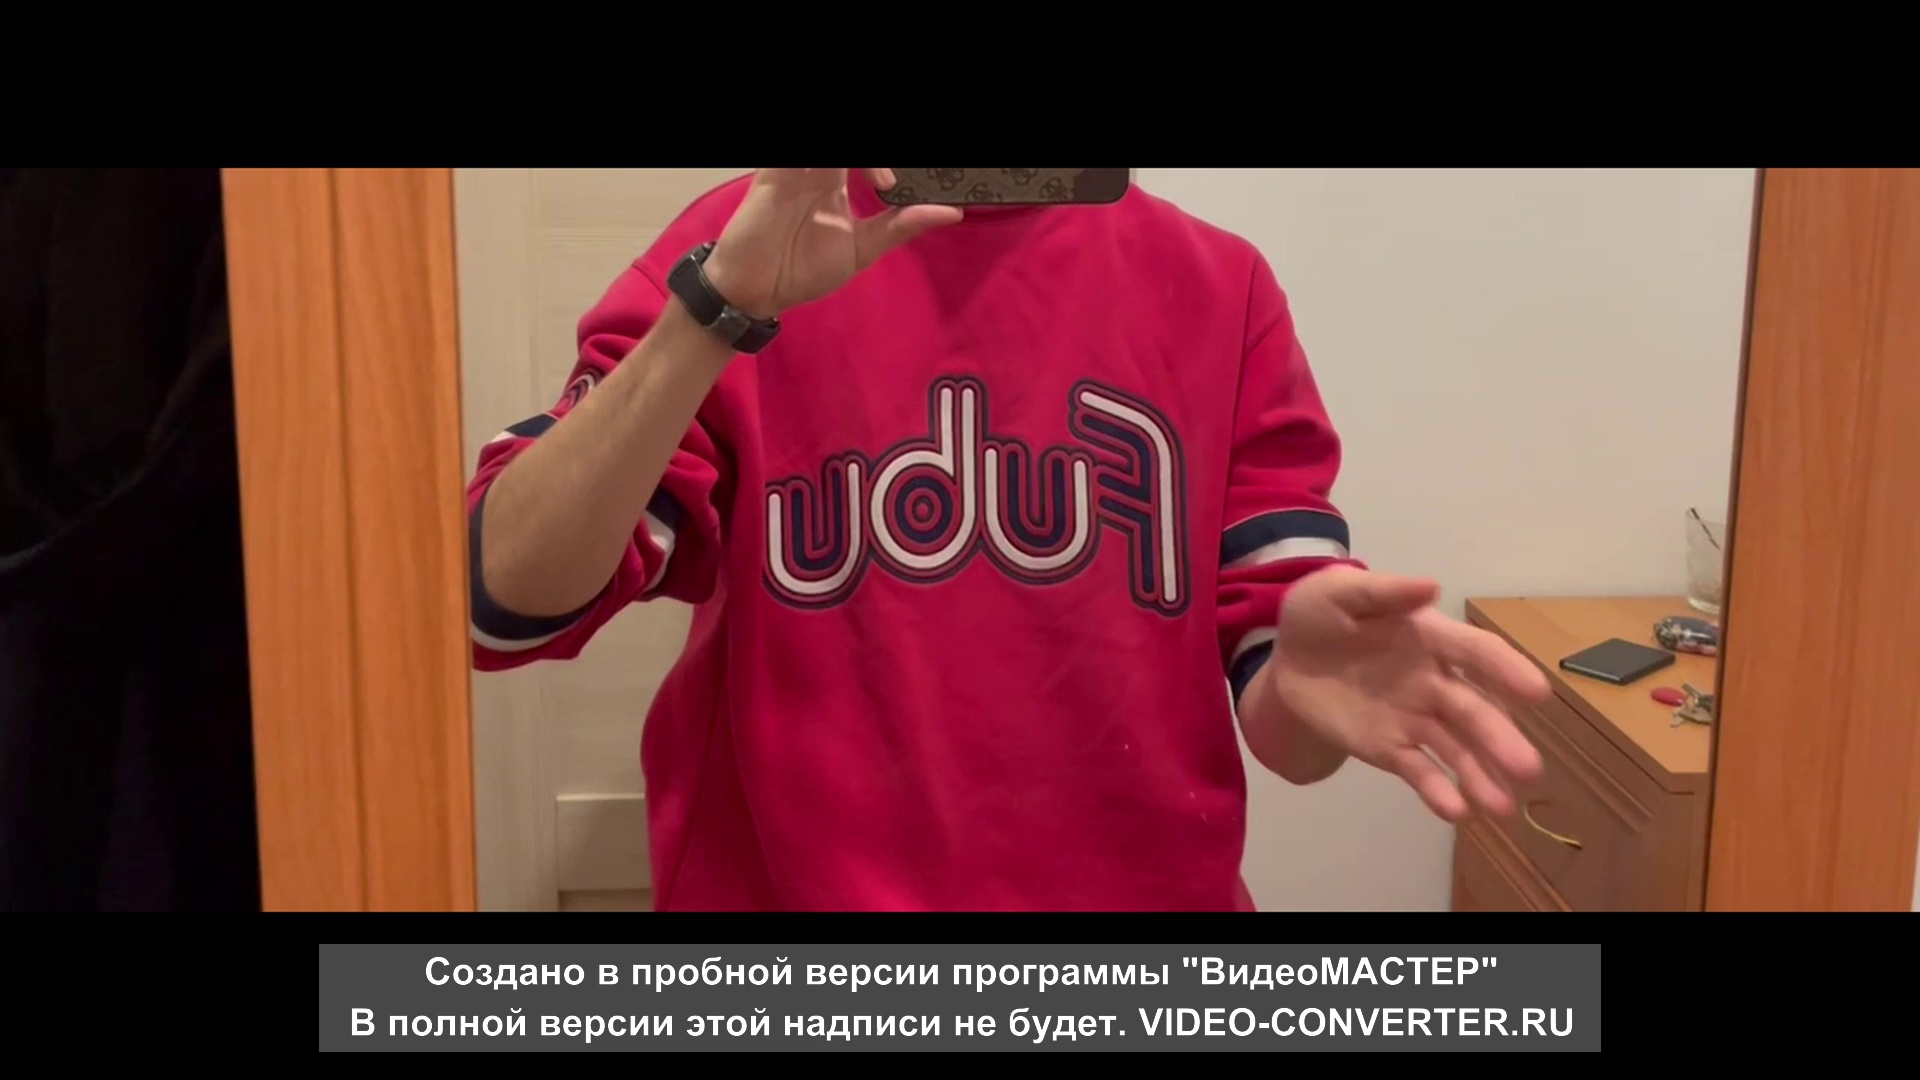 Fubu
Создано в пробной версии программы "ВидеоМАСТЕР"
В полной версии этой надписи не будет. VIDEO-CONVERTER.RU